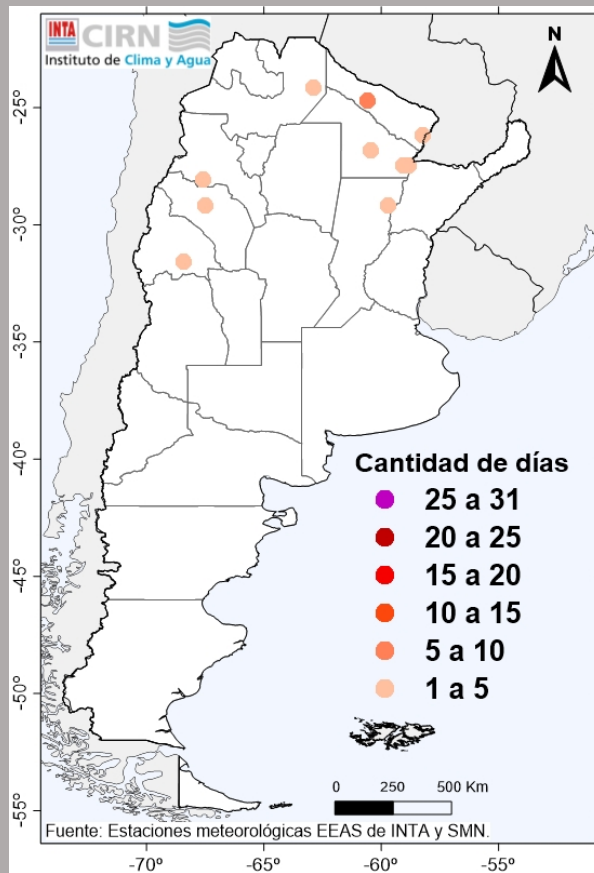 INTA CIRN
Instituto de Clima y Agua
N
-25°
-30°
-35°
-40°
-45°
-50°
-55°
Cantidad de días
25 a 31
20 a 25
15 a 20
10 a 15
5 a 10
1 a 5
0 250 500 Km
Fuente: Estaciones meteorológicas EEAS de INTA y SMN.
-70° -65° -60° -55°